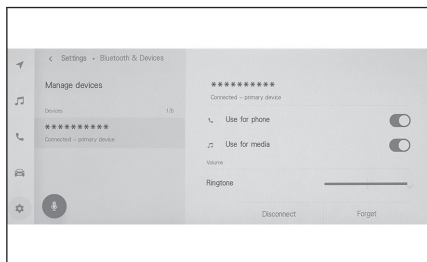 < Settings • Bluetooth & Devices
Manage devices
Devices 1/5
**********
Connected – primary device
**********
Connected – primary device
Use for phone
Use for media
Volume
Ringtone
Disconnect Forget